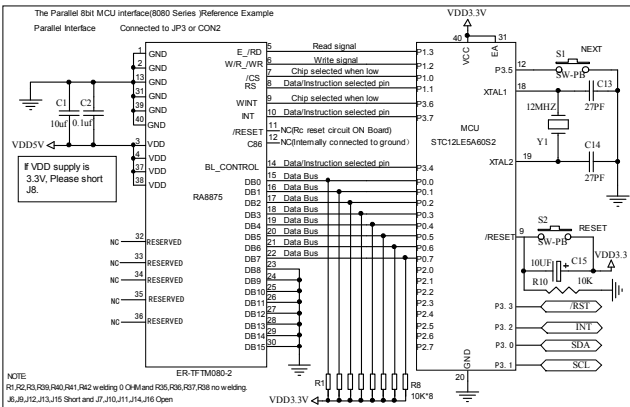 The Parallel 8bit MCU interface(8080 Series )Reference Example
Parallel Interface Connected to JP3 or CON2
VDD3.3V
1 GND
2 GND
13 GND
31 GND
39 GND
40 GND
3 VDD
4 VDD
37 VDD
38 VDD
C1
10uf
C2
0.1uf
VDD5V
If VDD supply is
3.3V, Please short
J8.
NC 32 RESERVED
NC 33 RESERVED
NC 34 RESERVED
NC 35 RESERVED
NC 36 RESERVED
RA8875
ER-TFTM080-2
E_/RD 5 Read signal P1.3
W/R_/WR 6 Write signal P1.2
/CS 7 Chip selected when low P1.0
RS 8 Data/Instruction selected pin P1.1
WINT 9 Chip selected when low P3.6
INT 10 Data/Instruction selected pin P3.7
/RESET 11 NC(Rc reset circuit ON Board)
C86 12 NC(Internally connected to ground)
BL_CONTROL 14 Data/Instruction selected pin P3.4
DB0 15 Data Bus P0.0
DB1 16 Data Bus P0.1
DB2 17 Data Bus P0.2
DB3 18 Data Bus P0.3
DB4 19 Data Bus P0.4
DB5 20 Data Bus P0.5
DB6 21 Data Bus P0.6
DB7 22 Data Bus P0.7
DB8 23
DB9 24
DB10 25
DB11 26
DB12 27
DB13 28
DB14 29
DB15 30
P2.0
P2.1
P2.2
P2.3
P2.4
P2.5
P2.6
P2.7
R1
R8
10K*8
VDD3.3V
40 VCC
31 EA
MCU
STC12LE5A60S2
GND
20
P3.5 12
S1 NEXT
SW-PB
XTAL1 18
C13
27PF
12MHZ
Y1
XTAL2 19
C14
27PF
/RESET 9
S2 RESET
SW-PB
VDD3.3
10UF + C15
R10 10K
P3. 3 /RST
P3. 2 INT
P3. 0 SDA
P3. 1 SCL
NOTE:
R1,R2,R3,R39,R40,R41,R42 welding 0 OHM and R35,R36,R37,R38 no welding.
J6,J9,J12,J13,J15 Short and J7,J10,J11,J14,J16 Open